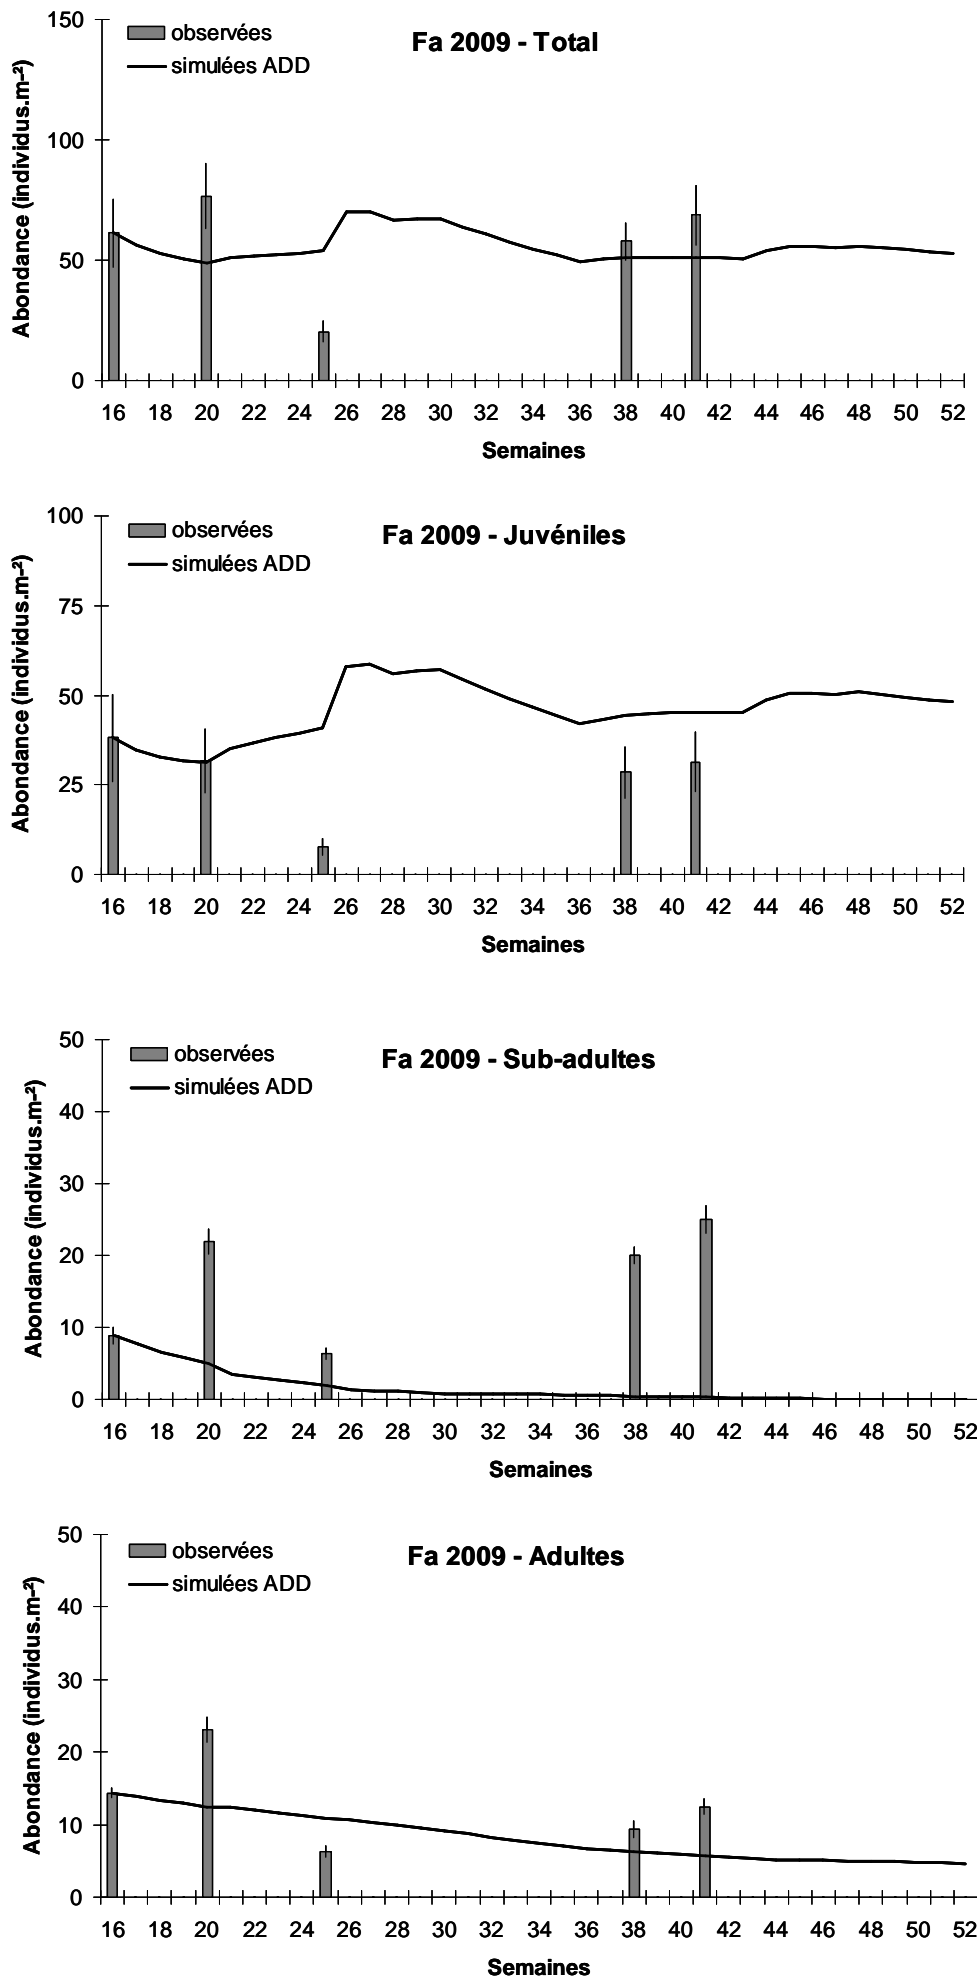 Fa 2009 - Total
observées
simulées ADD
Abondance (individus.m-²)
150
100
50
0
16 18 20 22 24 26 28 30 32 34 36 38 40 42 44 46 48 50 52
Semaines
Fa 2009 - Juvéniles
observées
simulées ADD
Abondance (individus.m-²)
100
75
50
25
0
16 18 20 22 24 26 28 30 32 34 36 38 40 42 44 46 48 50 52
Semaines
Fa 2009 - Sub-adultes
observées
simulées ADD
Abondance (individus.m-²)
50
40
30
20
10
0
16 18 20 22 24 26 28 30 32 34 36 38 40 42 44 46 48 50 52
Semaines
Fa 2009 - Adultes
observées
simulées ADD
Abondance (individus.m-²)
50
40
30
20
10
0
16 18 20 22 24 26 28 30 32 34 36 38 40 42 44 46 48 50 52
Semaines